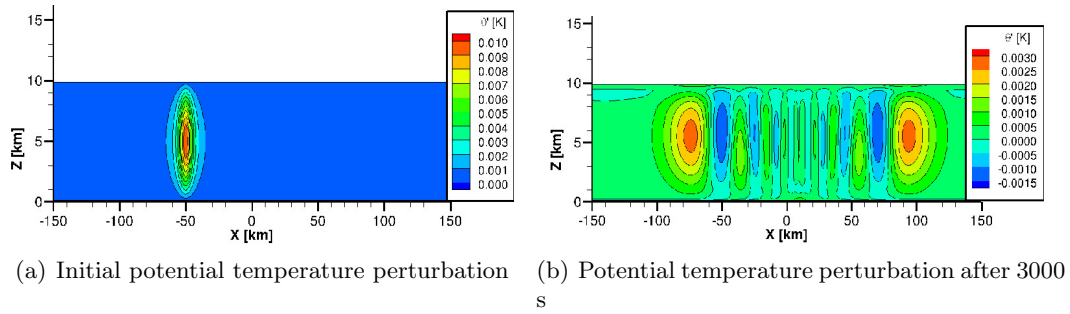 θ' [K]
0.010
0.009
0.008
0.007
0.006
0.005
0.004
0.003
0.002
0.001
0.000
15
10
5
0
Z [km]
-150 -100 -50 0 50 100 150
X [km]
(a) Initial potential temperature perturbation
θ' [K]
0.0030
0.0025
0.0020
0.0015
0.0010
0.0005
0.0000
-0.0005
-0.0010
-0.0015
15
10
5
0
Z [km]
-150 -100 -50 0 50 100 150
X [km]
(b) Potential temperature perturbation after 3000
s